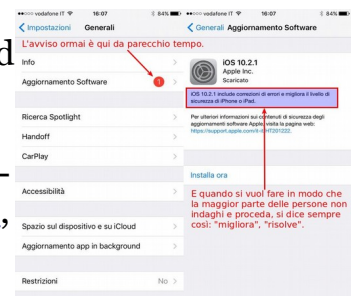 vodafone IT 16:07 84%
Impostazioni Generali
L'avviso ormai è qui da parecchio tempo.
Info
Aggiornamento Software 1
Ricerca Spotlight
Handoff
CarPlay
Accessibilità
Spazio sul dispositivo e su iCloud
Aggiornamento app in background
Restrizioni No
vodafone IT 16:07 84%
Generali Aggiornamento Software
iOS 10.2.1
Apple Inc.
Scaricato
iOS 10.2.1 include correzioni di errori e migliora il livello di
sicurezza di iPhone o iPad.
Per ulteriori informazioni sui contenuti di sicurezza degli
aggiornamenti software Apple, visita la pagina web:
https://support.apple.com/it-it/HT201222.
Installa ora
E quando si vuol fare in modo che
la maggior parte delle persone non
indaghi e proceda, si dice sempre
così: "migliora", "risolve".